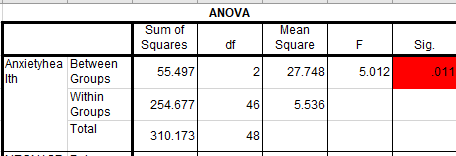 ANOVA
Sum of Squares df Mean Square F Sig.
Anxietyhea
lth Between Groups 55.497 2 27.748 5.012 .011
Within Groups 254.677 46 5.536
Total 310.173 48